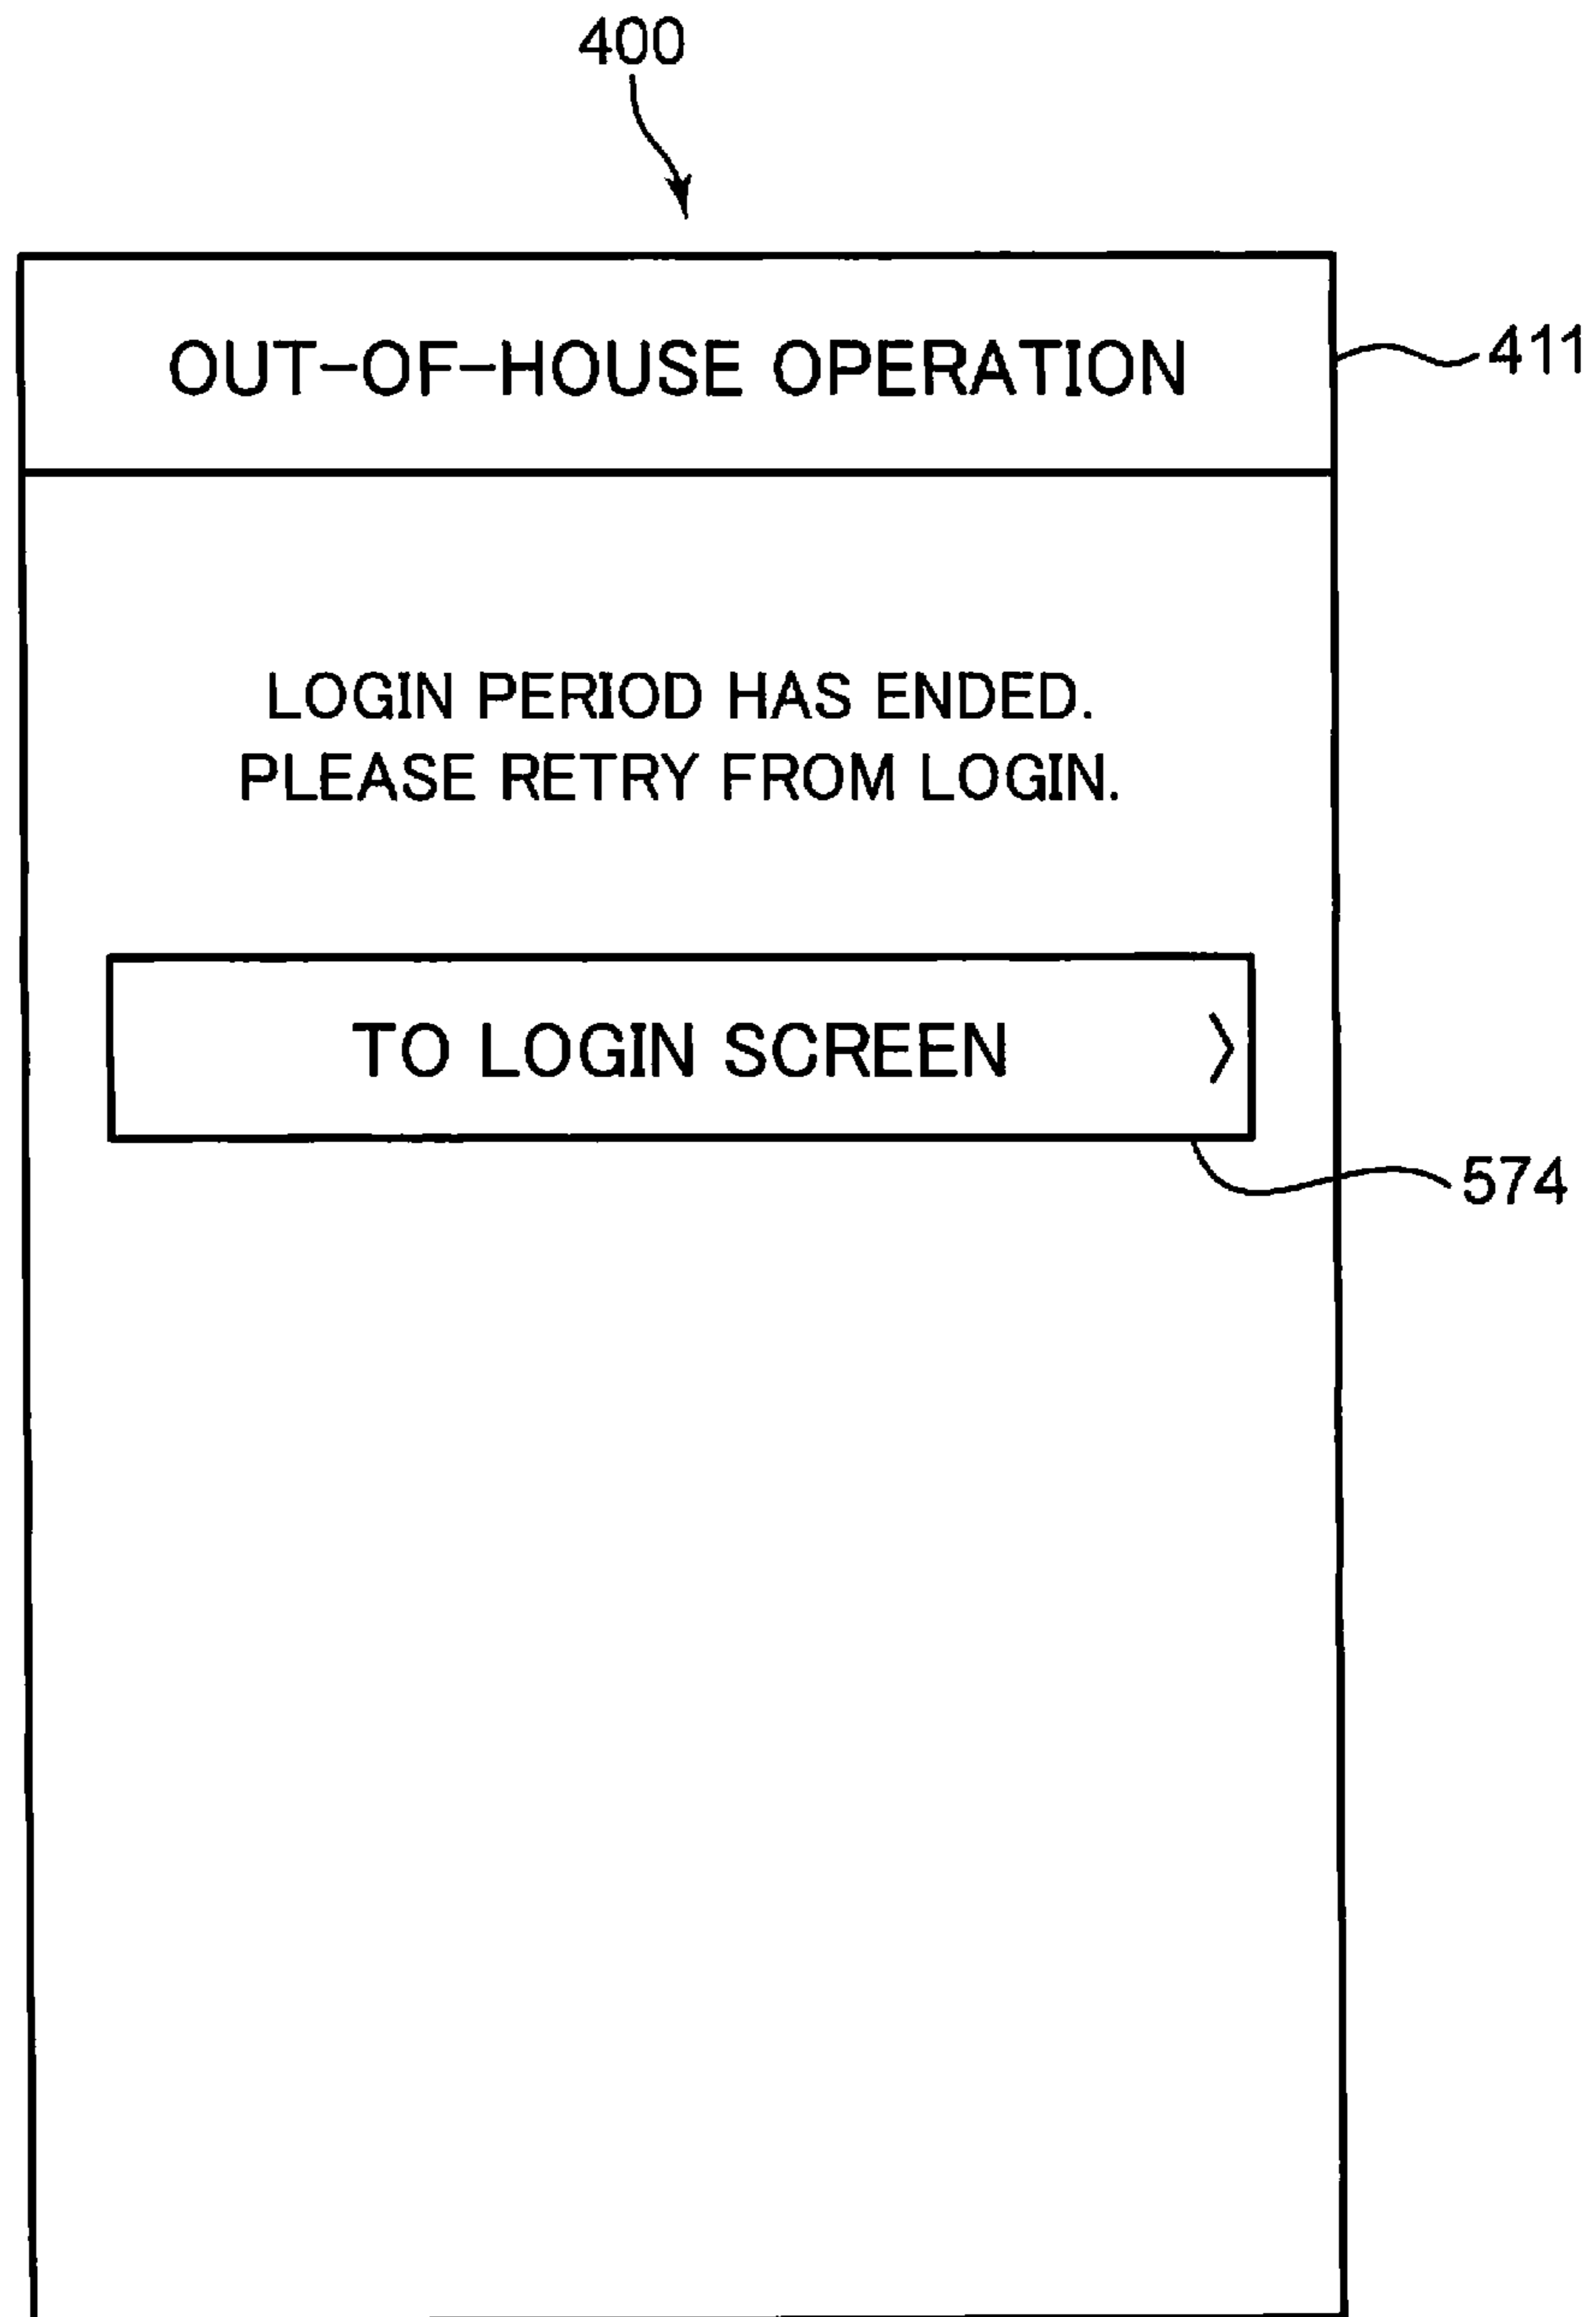 400
OUT-OF-HOUSE OPERATION
411
LOGIN PERIOD HAS ENDED.
PLEASE RETRY FROM LOGIN.
TO LOGIN SCREEN >
574